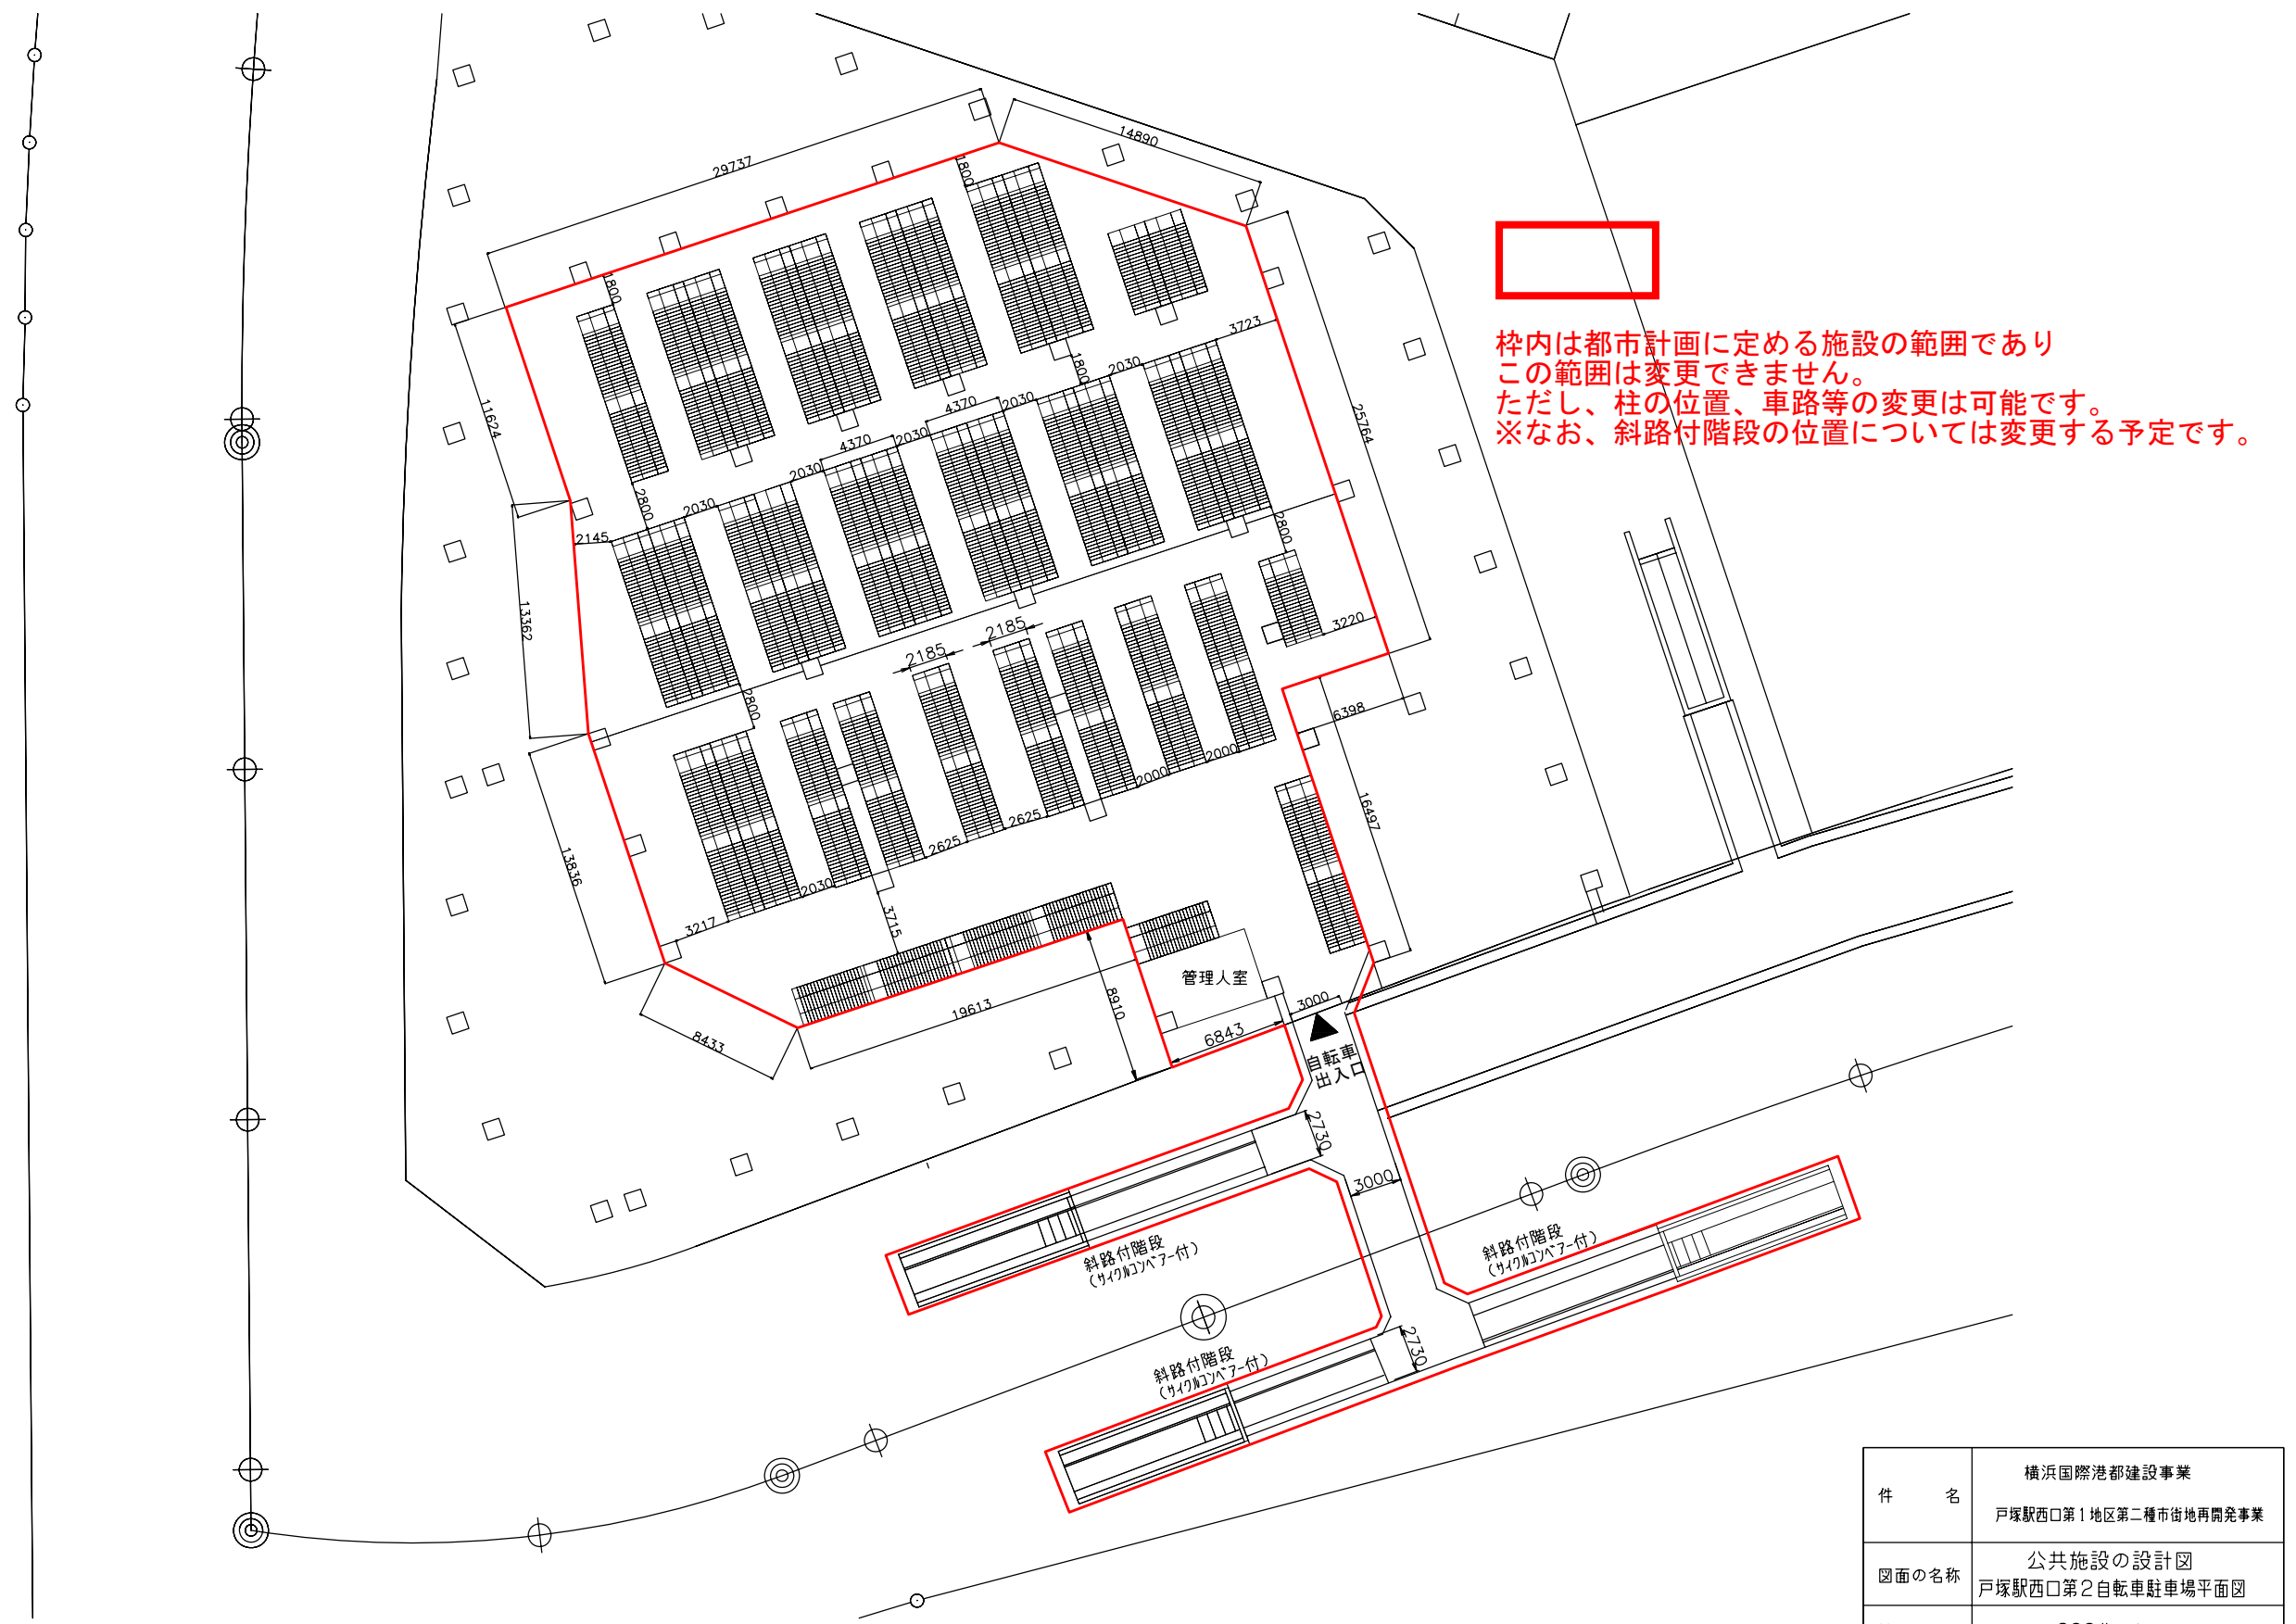 29737
14890
1800
1800
11624
3723
1800
2030
4370
2030
4370
2030
2030
2030
2800
2145
25764
2800
13362
2185
2185
3220
2800
6398
2000
2000
2625
2625
16497
13836
2030
3217
3715
管理人室
8910
19613
3000
6843
8433
自転車
出入口
2730
3000
斜路付階段
(サイクルコンベアー付)
斜路付階段
(サイクルコンベアー付)
斜路付階段
(サイクルコンベアー付)
2730
枠内は都市計画に定める施設の範囲であり
この範囲は変更できません。
ただし、柱の位置、車路等の変更は可能です。
※なお、斜路付階段の位置については変更する予定です。
件 名
横浜国際港都建設事業
戸塚駅西口第1地区第二種市街地再開発事業
図面の名称
公共施設の設計図
戸塚駅西口第2自転車駐車場平面図